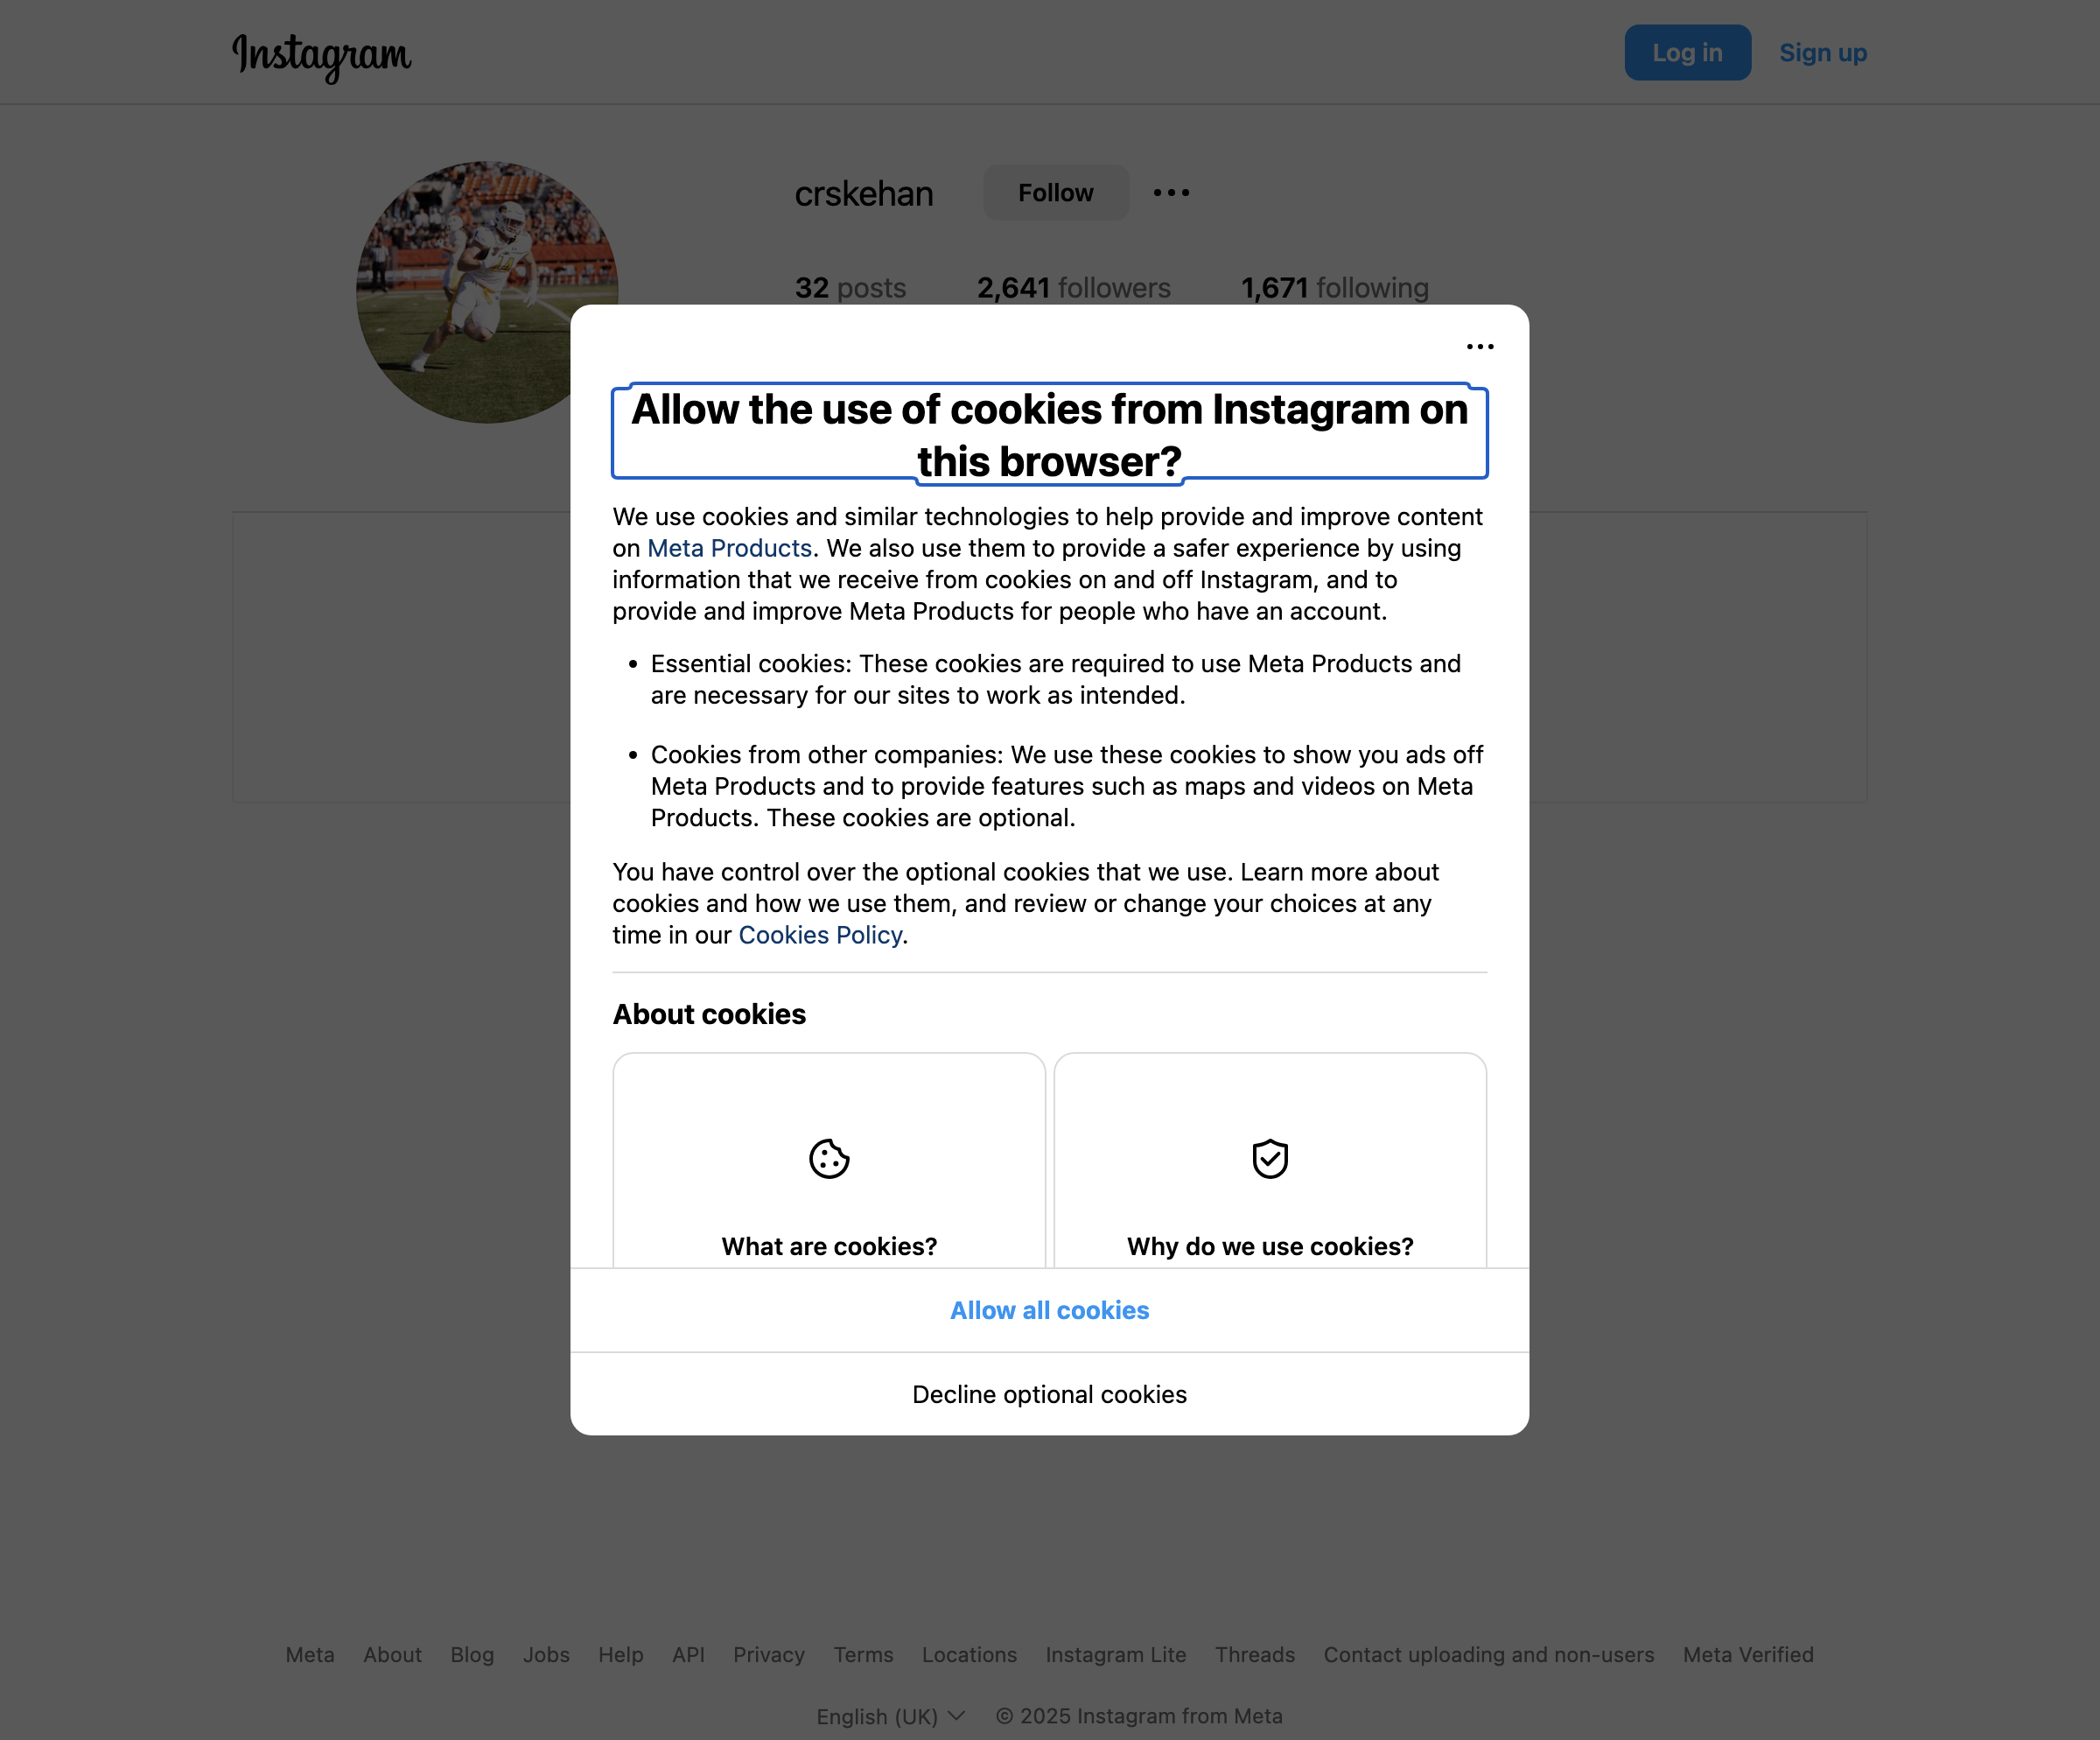 Instagram
Log in
Sign up
crskehan
Follow
32 posts
2,641 followers
1,671 following
Allow the use of cookies from Instagram on
this browser?
We use cookies and similar technologies to help provide and improve content
on Meta Products. We also use them to provide a safer experience by using
information that we receive from cookies on and off Instagram, and to
provide and improve Meta Products for people who have an account.
• Essential cookies: These cookies are required to use Meta Products and
are necessary for our sites to work as intended.
• Cookies from other companies: We use these cookies to show you ads off
Meta Products and to provide features such as maps and videos on Meta
Products. These cookies are optional.
You have control over the optional cookies that we use. Learn more about
cookies and how we use them, and review or change your choices at any
time in our Cookies Policy.
About cookies
What are cookies?
Why do we use cookies?
Allow all cookies
Decline optional cookies
Meta About Blog Jobs Help API Privacy Terms Locations Instagram Lite Threads Contact uploading and non-users Meta Verified
English (UK)
© 2025 Instagram from Meta